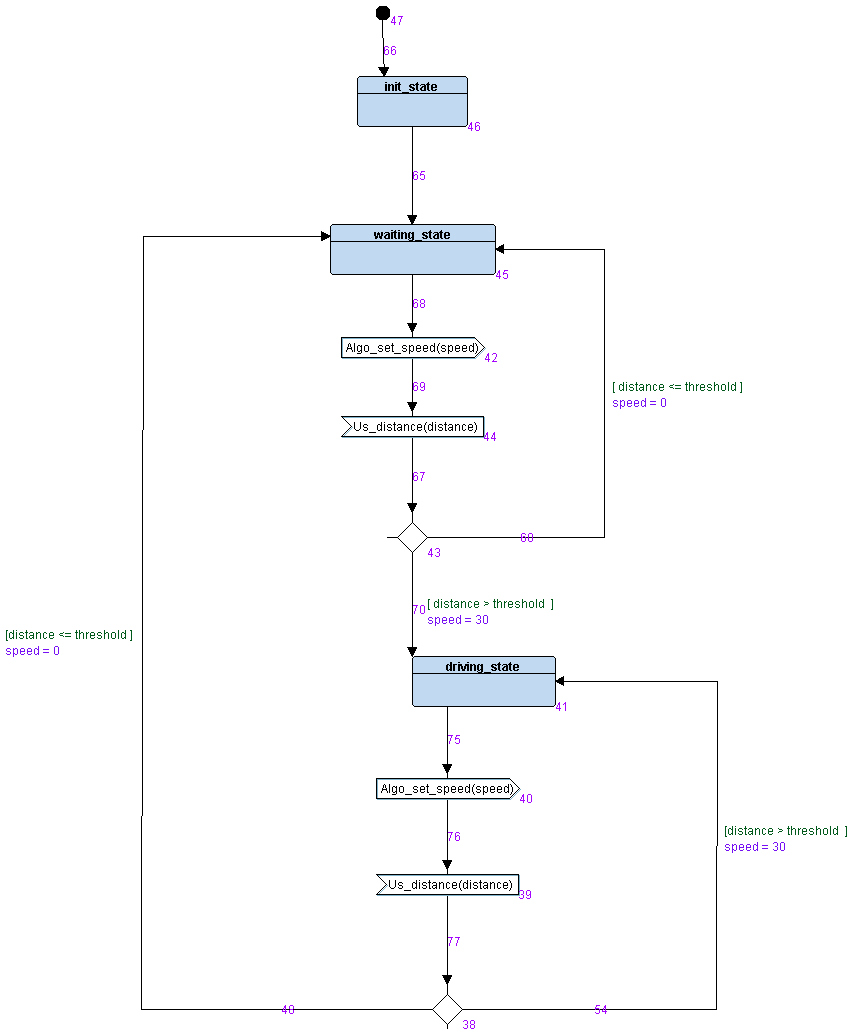 47
66
init_state
46
65
waiting_state
45
68
Algo_set_speed(speed)
42
69
[ distance <= threshold ]
speed = 0
Us_distance(distance)
44
67
68
43
70
[ distance > threshold  ]
speed = 30
[distance <= threshold ]
speed = 0
driving_state
41
75
Algo_set_speed(speed)
40
76
[distance > threshold  ]
speed = 30
Us_distance(distance)
39
77
40
54
38